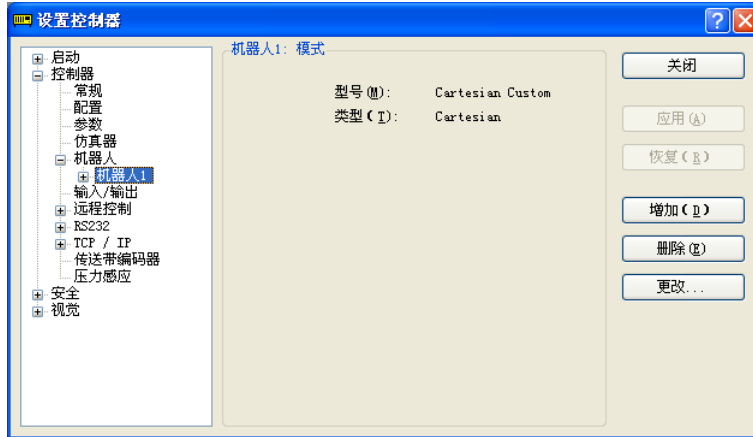 设置控制器
启动
控制器
常规
配置
参数
仿真器
机器人
机器人1
输入/输出
远程控制
RS232
TCP / IP
传送带编码器
压力感应
安全
视觉
机器人1: 模式
型号(M): Cartesian Custom
类型(T): Cartesian
关闭
应用(A)
恢复(R)
增加(D)
删除(E)
更改...